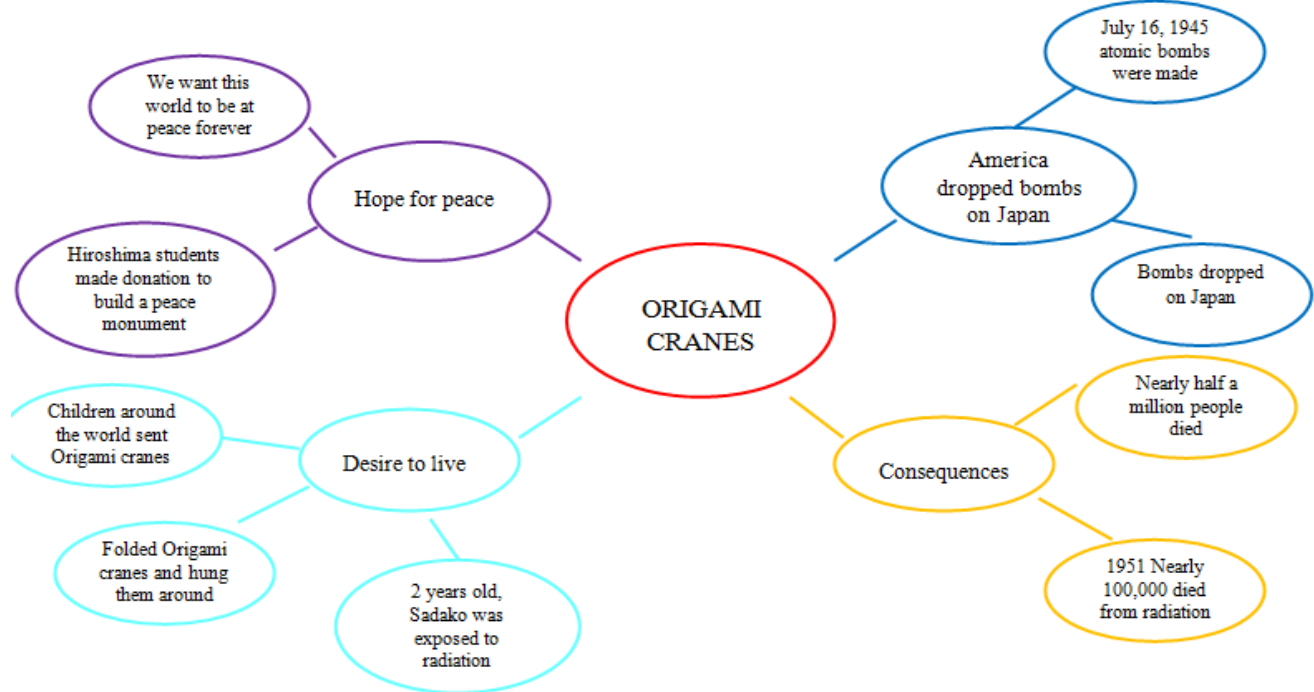 ORIGAMI
CRANES
America
dropped bombs
on Japan
July 16, 1945
atomic bombs
were made
Bombs dropped
on Japan
Consequences
Nearly half a
million people
died
1951 Nearly
100,000 died
from radiation
Desire to live
Children around
the world sent
Origami cranes
Folded Origami
cranes and hung
them around
2 years old,
Sadako was
exposed to
radiation
Hope for peace
We want this
world to be at
peace forever
Hiroshima students
made donation to
build a peace
monument